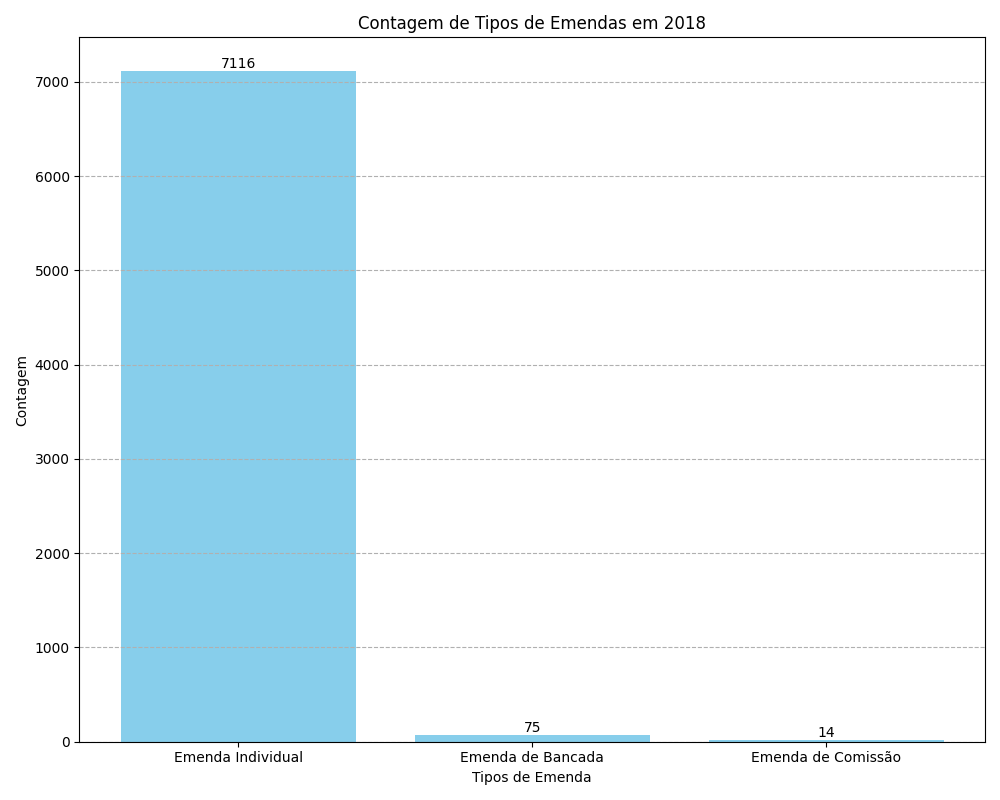 Contagem de Tipos de Emendas em 2018
7116
7000
6000
5000
4000
3000
2000
1000
0
Contagem
75
14
Emenda Individual
Emenda de Bancada
Emenda de Comissão
Tipos de Emenda